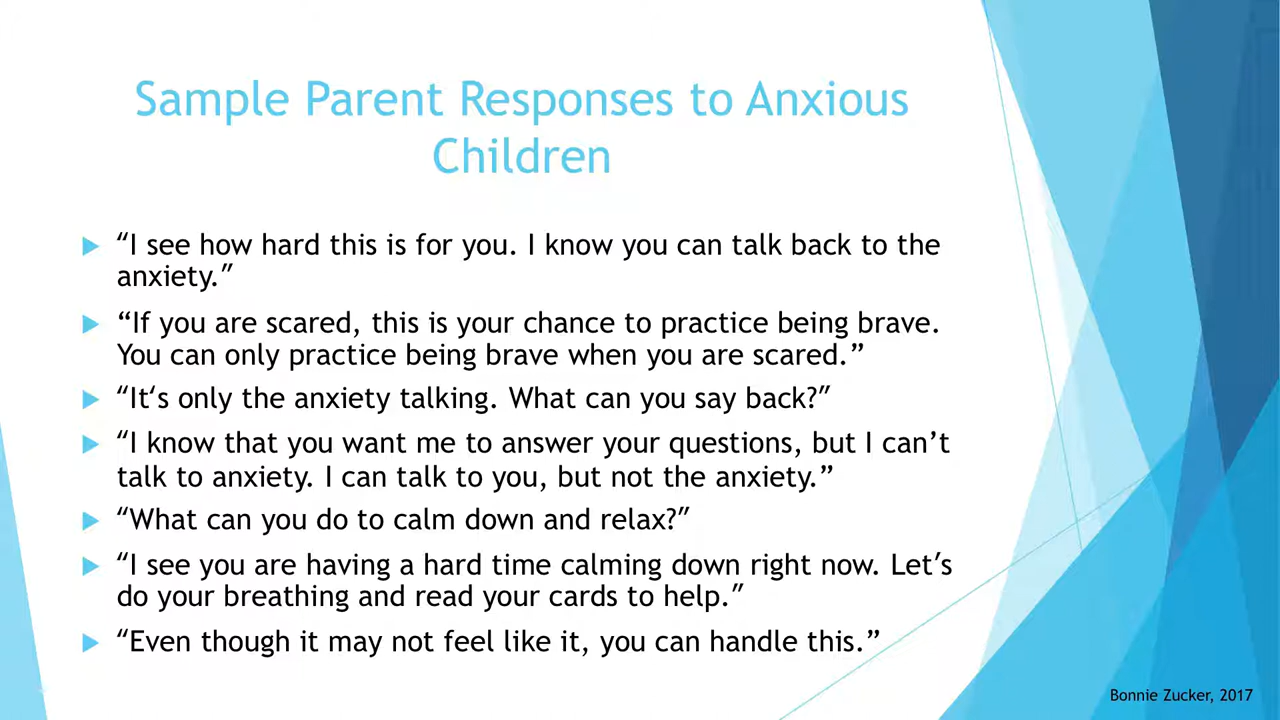 Sample Parent Responses to Anxious
Children
“I see how hard this is for you. I know you can talk back to the
anxiety.”
“If you are scared, this is your chance to practice being brave.
You can only practice being brave when you are scared.”
“It‘s only the anxiety talking. What can you say back?”
“I know that you want me to answer your questions, but I can’t
talk to anxiety. I can talk to you, but not the anxiety.”
“What can you do to calm down and relax?”
“I see you are having a hard time calming down right now. Let’s
do your breathing and read your cards to help.”
“Even though it may not feel like it, you can handle this.”
Bonnie Zucker, 2017